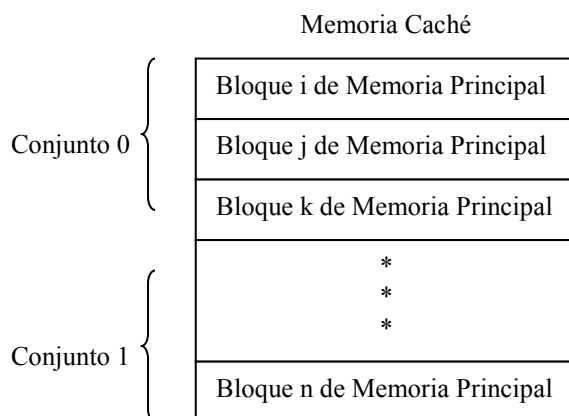 Memoria Caché
Conjunto 0
Bloque i de Memoria Principal
Bloque j de Memoria Principal
Bloque k de Memoria Principal
*
*
*
Conjunto 1
Bloque n de Memoria Principal